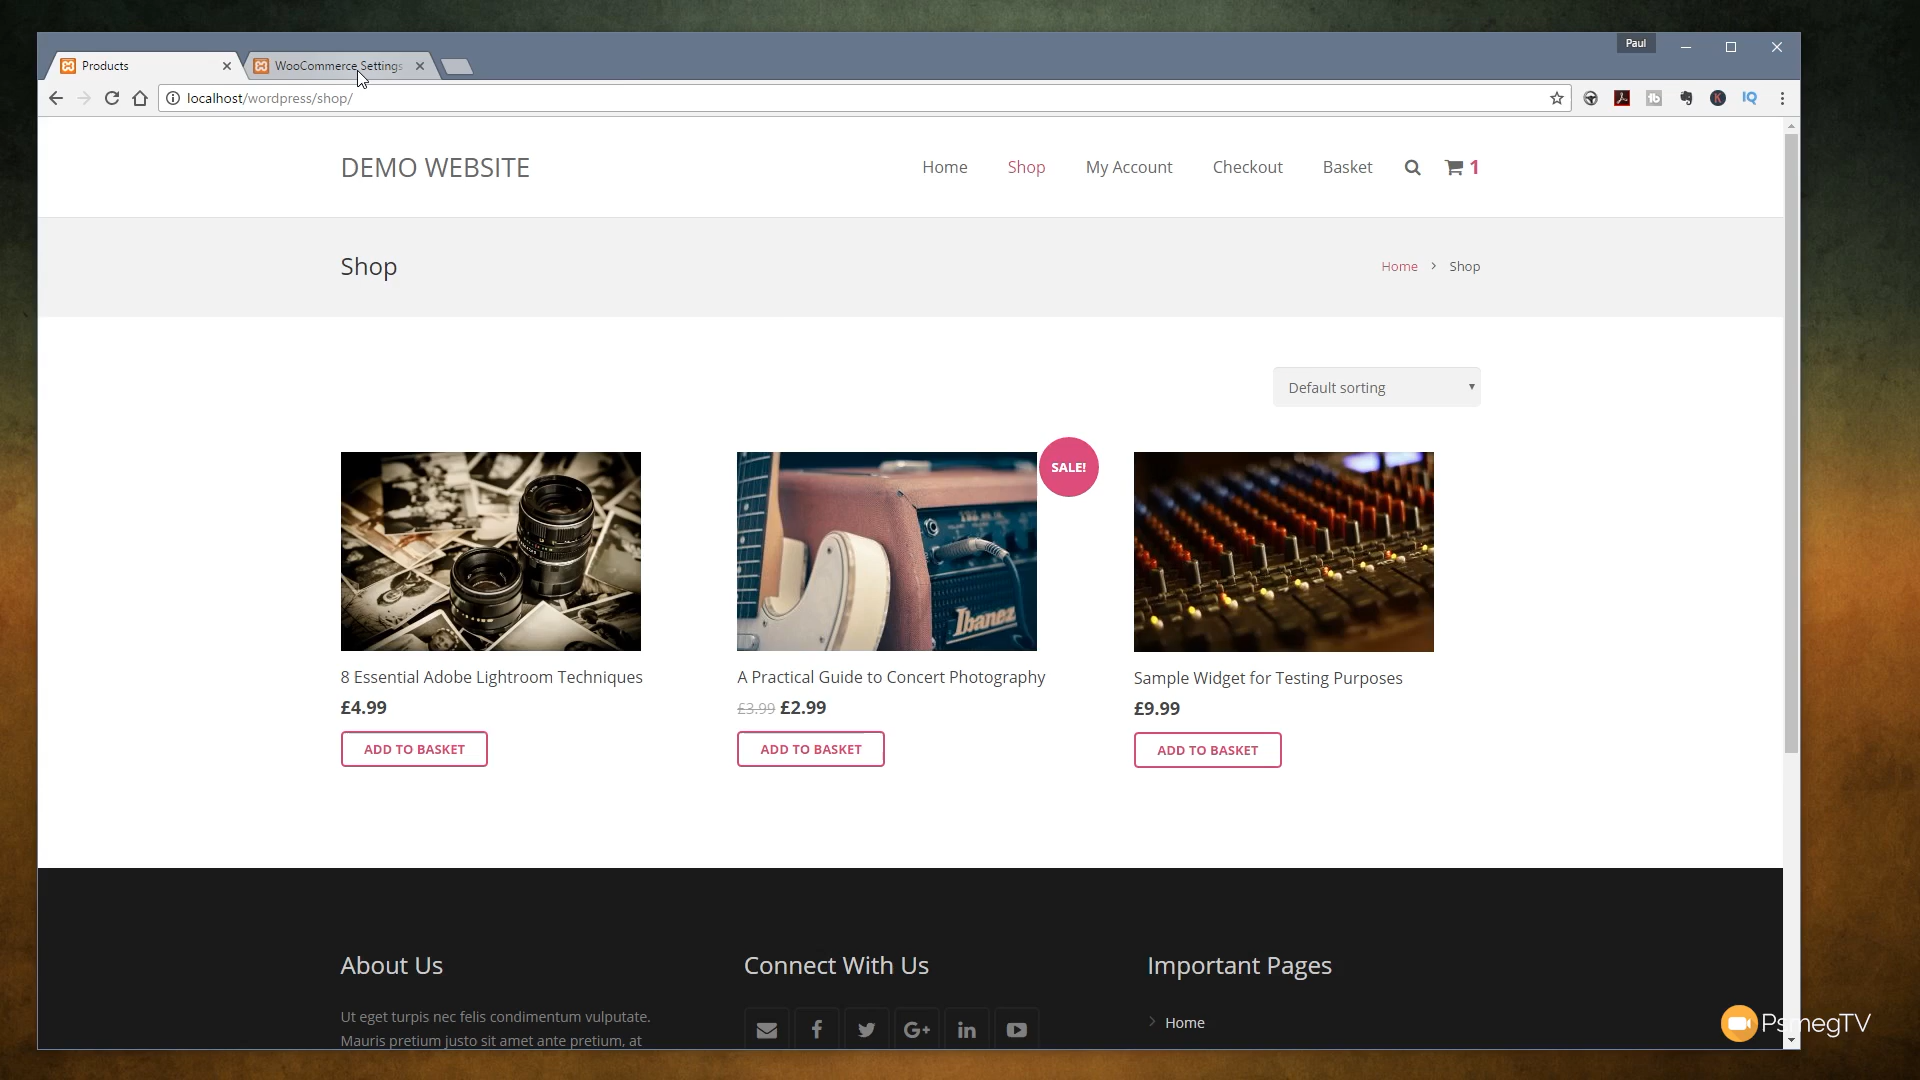 Paul
Products
WooCommerce Settings
localhost/wordpress/shop/
IQ
DEMO WEBSITE
Home Shop My Account Checkout Basket 1
Shop
Home > Shop
Default sorting
SALE!
Ibanez
8 Essential Adobe Lightroom Techniques
A Practical Guide to Concert Photography
Sample Widget for Testing Purposes
£4.99
£3.99 £2.99
£9.99
ADD TO BASKET
ADD TO BASKET
ADD TO BASKET
About Us
Connect With Us
Important Pages
Ut eget turpis nec felis condimentum vulputate.
Mauris pretium justo sit amet ante pretium, at
Home
PsmegTV